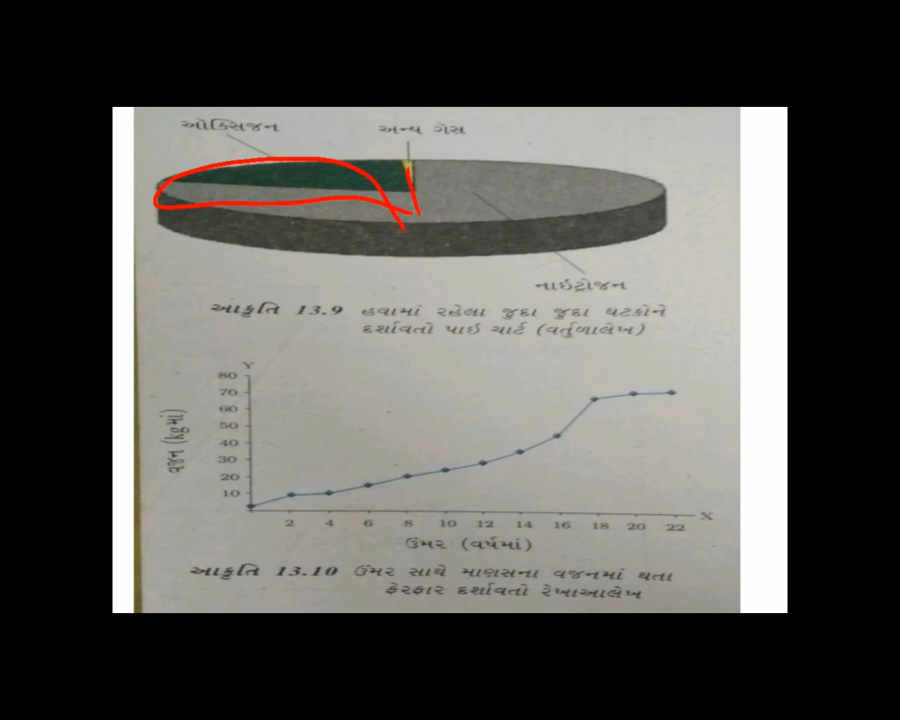 ઑક્સિજન
અન્ય ગૅસ
નાઇટ્રોજન
આકૃતિ 13.9 હવામાં રહેલા જુદા જુદા ઘટકોને
દર્શાવતો પાઇ ચાર્ટ (વર્તુળાલેખ)
Y
80
70
60
50
40
30
20
10
વજન (kgમાં)
2 4 6 8 10 12 14 16 18 20 22
X
ઉંમર (વર્ષમાં)
આકૃતિ 13.10 ઉંમર સાથે માણસના વજનમાં થતા
ફેરફાર દર્શાવતો રેખાઆલેખ